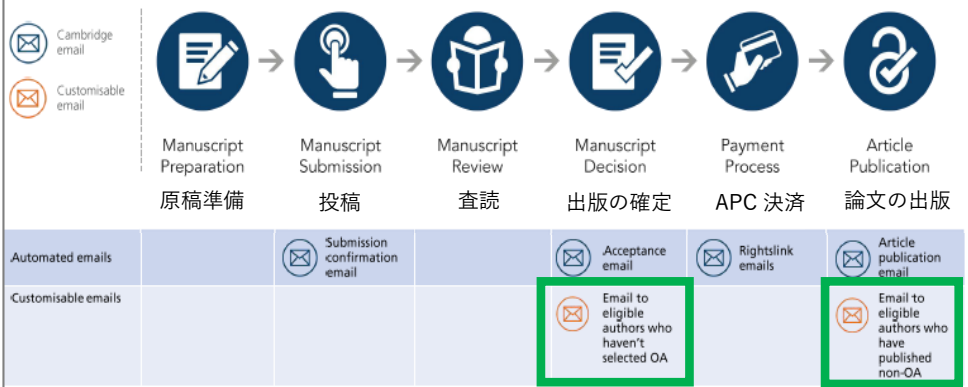 Cambridge
email
Customisable
email
Manuscript
Preparation
原稿準備
Manuscript
Submission
投稿
Manuscript
Review
査読
Manuscript
Decision
出版の確定
Payment
Process
APC 決済
Article
Publication
論文の出版
Automated emails
Submission
confirmation
email
Acceptance
email
Rightslink
emails
Article
publication
email
Customisable emails
Email to
eligible
authors who
haven't
selected OA
Email to
eligible
authors who
have
published
non-OA